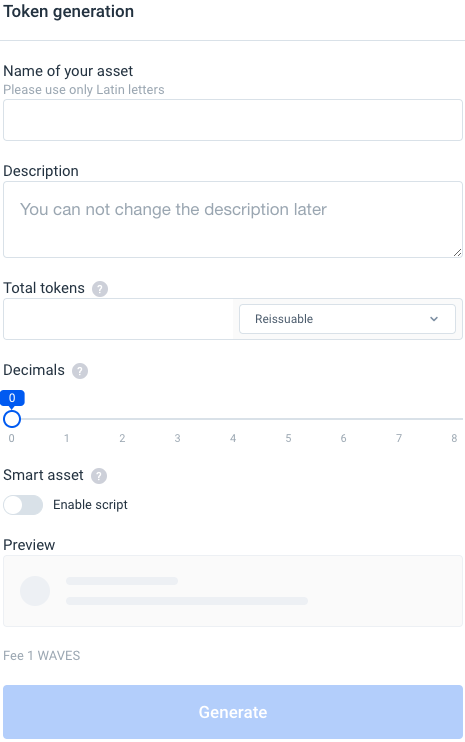 Token generation
Name of your asset
Please use only Latin letters
Description
You can not change the description later
Total tokens ?
Reissuable
Decimals ?
0
0 1 2 3 4 5 6 7 8
Smart asset ?
Enable script
Preview
Fee 1 WAVES
Generate